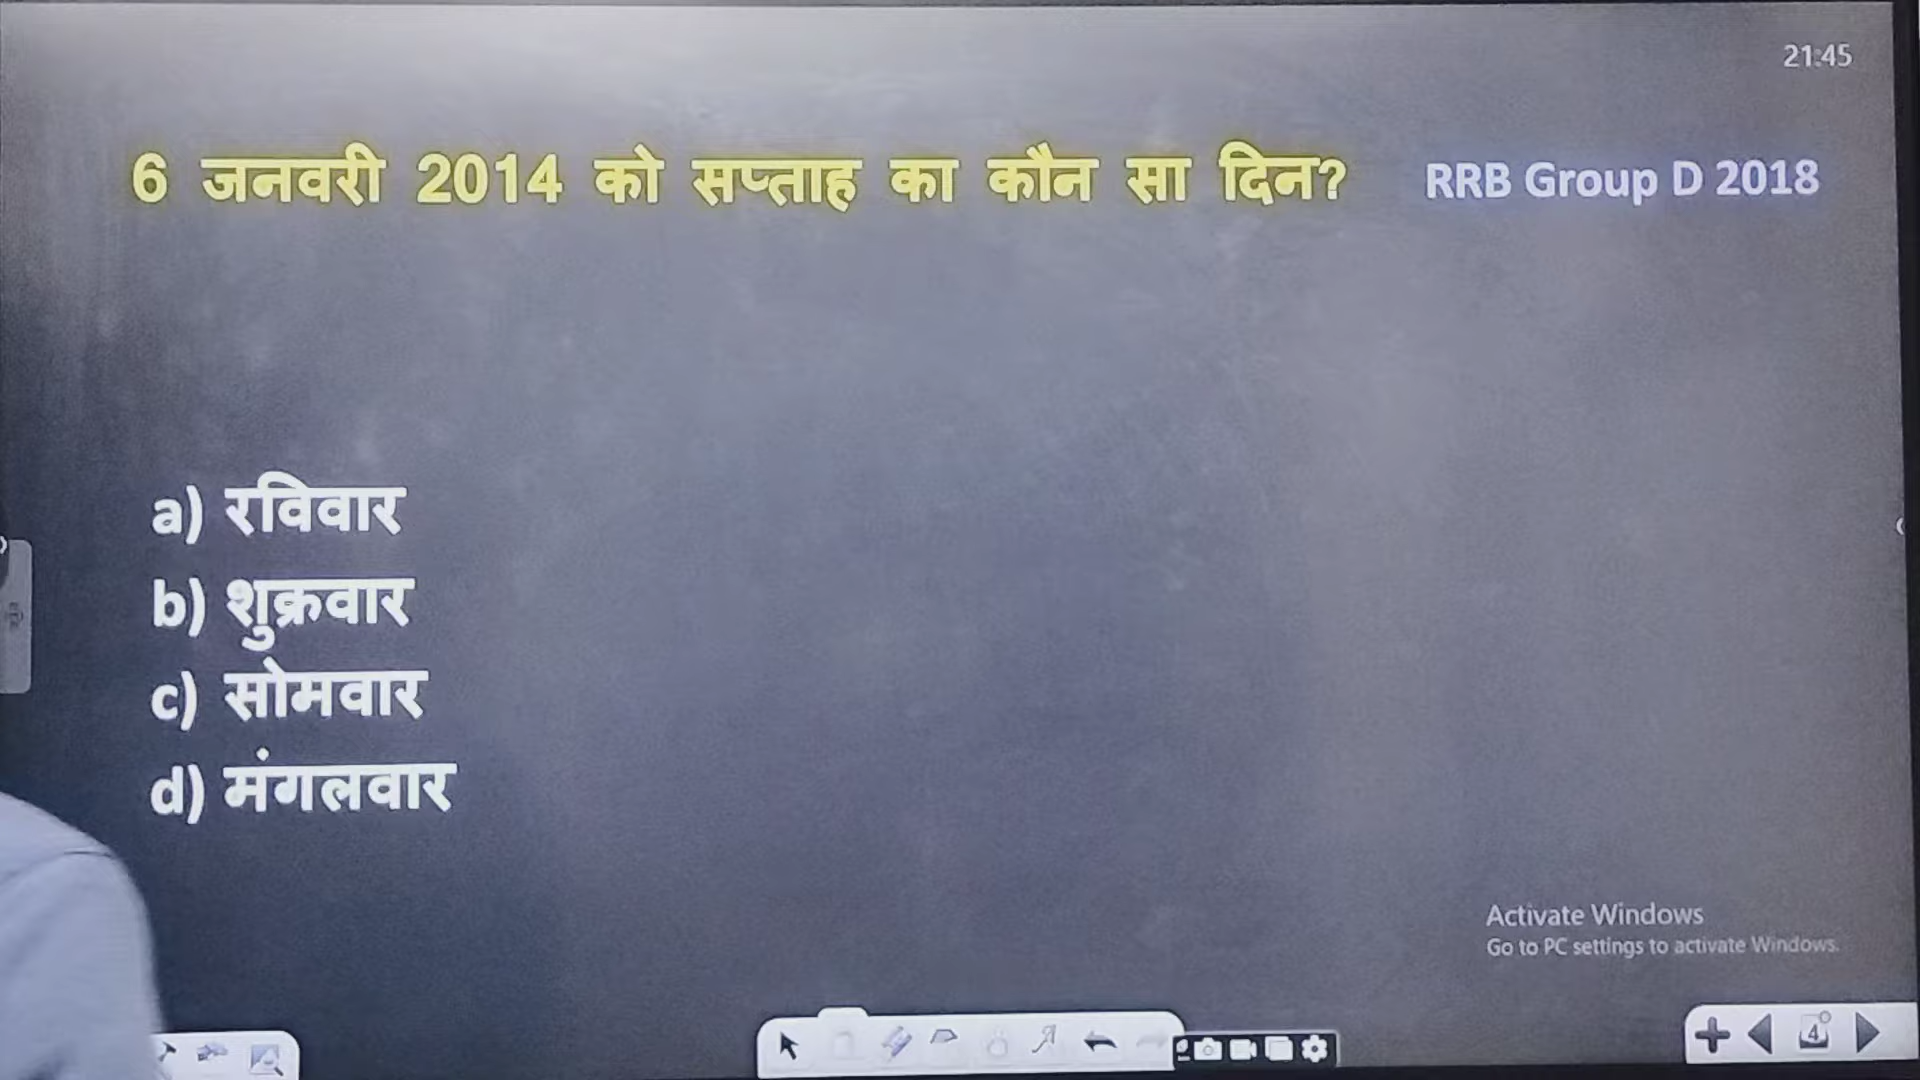 21:45
6 जनवरी 2014 को सप्ताह का कौन सा दिन? RRB Group D 2018
a) रविवार
b) शुक्रवार
c) सोमवार
d) मंगलवार
Activate Windows
Go to PC settings to activate Windows.
4